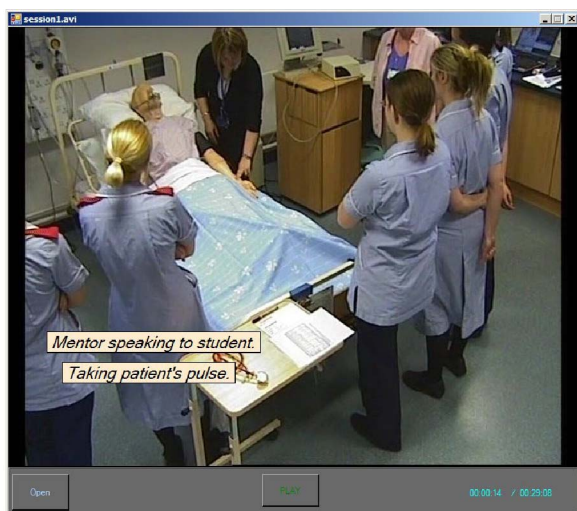 session1.avi
Mentor speaking to student.
Taking patient's pulse.
Open
PLAY
00:00:14 / 00:29:08